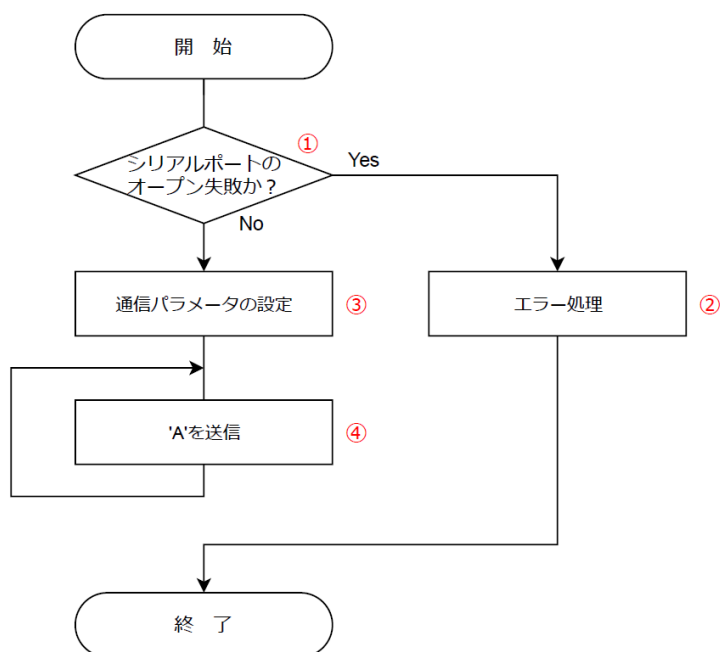 開　始
①
シリアルポートの
オープン失敗か？
Yes
No
通信パラメータの設定
③
エラー処理
②
'A'を送信
④
終　了